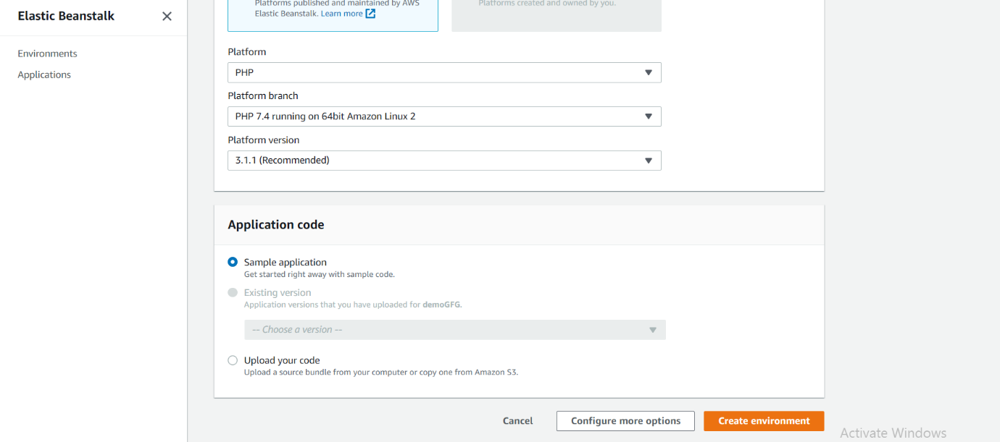 Elastic Beanstalk
Environments
Applications
Platforms published and maintained by AWS
Elastic Beanstalk. Learn more
Platforms created and owned by you.
Platform
PHP
Platform branch
PHP 7.4 running on 64bit Amazon Linux 2
Platform version
3.1.1 (Recommended)
Application code
Sample application
Get started right away with sample code.
Existing version
Application versions that you have uploaded for demoGFG.
-- Choose a version --
Upload your code
Upload a source bundle from your computer or copy one from Amazon S3.
Cancel
Configure more options
Create environment
Activate Windows